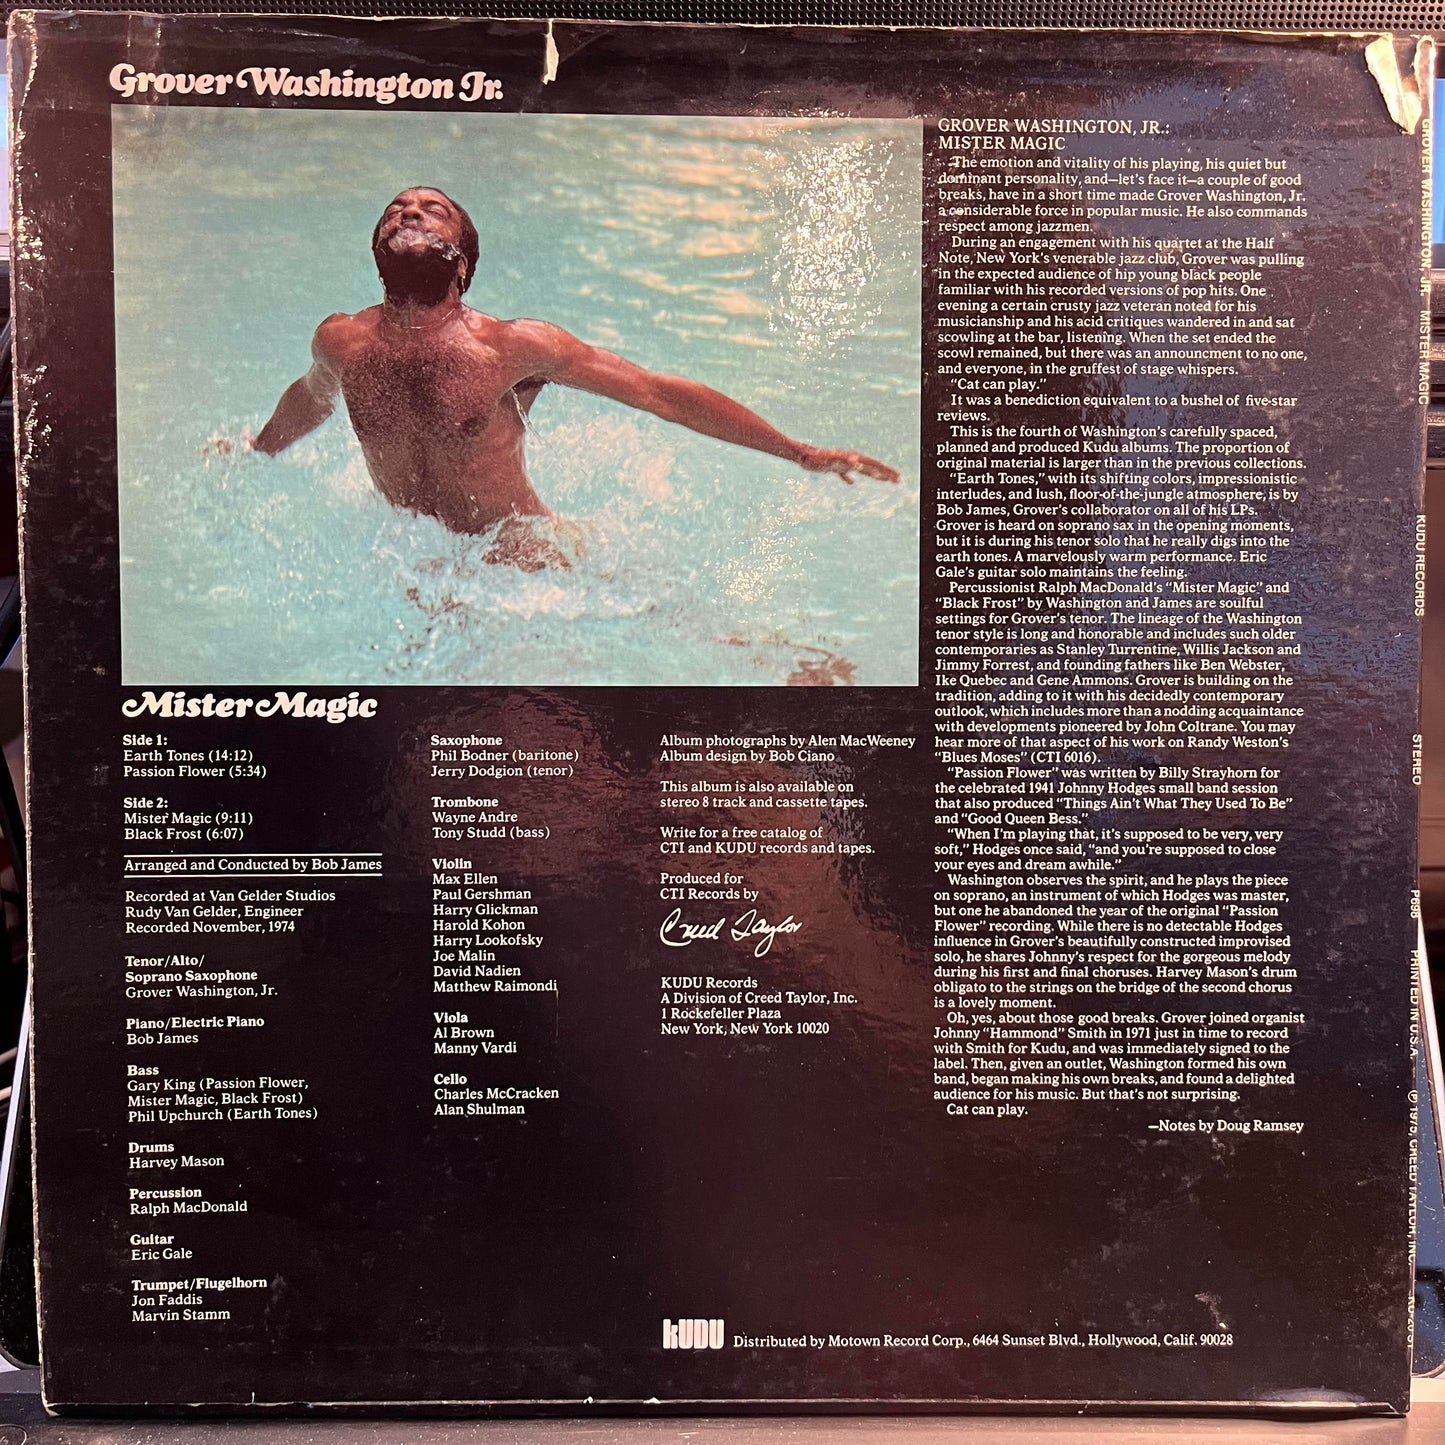 Grover Washington Jr.
Mister Magic
Side 1:
Earth Tones (14:12)
Passion Flower (5:34)
Side 2:
Mister Magic (9:11)
Black Frost (6:07)
Arranged and Conducted by Bob James
Recorded at Van Gelder Studios
Rudy Van Gelder, Engineer
Recorded November, 1974
Tenor/Alto/
Soprano Saxophone
Grover Washington, Jr.
Piano/Electric Piano
Bob James
Bass
Gary King (Passion Flower,
Mister Magic, Black Frost)
Phil Upchurch (Earth Tones)
Drums
Harvey Mason
Percussion
Ralph MacDonald
Guitar
Eric Gale
Trumpet/Flugelhorn
Jon Faddis
Marvin Stamm
Saxophone
Phil Bodner (baritone)
Jerry Dodgion (tenor)
Trombone
Wayne Andre
Tony Studd (bass)
Violin
Max Ellen
Paul Gershman
Harry Glickman
Harold Kohon
Harry Lookofsky
Joe Malin
David Nadien
Matthew Raimondi
Viola
Al Brown
Manny Vardi
Cello
Charles McCracken
Alan Shulman
Album photographs by Alen MacWeeney
Album design by Bob Ciano
This album is also available on
stereo 8 track and cassette tapes.
Write for a free catalog of
CTI and KUDU records and tapes.
Produced for
CTI Records by
Creed Taylor
KUDU Records
A Division of Creed Taylor, Inc.
1 Rockefeller Plaza
New York, New York 10020
GROVER WASHINGTON, JR.:
MISTER MAGIC
The emotion and vitality of his playing, his quiet but
dominant personality, and—let's face it—a couple of good
breaks, have in a short time made Grover Washington, Jr.
a considerable force in popular music. He also commands
respect among jazzmen.
During an engagement with his quartet at the Half
Note, New York's venerable jazz club, Grover was pulling
in the expected audience of hip young black people
familiar with his recorded versions of pop hits. One
evening a certain crusty jazz veteran noted for his
musicianship and his acid critiques wandered in and sat
scowling at the bar, listening. When the set ended the
scowl remained, but there was an announcment to no one,
and everyone, in the gruffest of stage whispers.
"Cat can play."
It was a benediction equivalent to a bushel of five-star
reviews.
This is the fourth of Washington's carefully spaced,
planned and produced Kudu albums. The proportion of
original material is larger than in the previous collections.
"Earth Tones," with its shifting colors, impressionistic
interludes, and lush, floor-of-the-jungle atmosphere, is by
Bob James, Grover's collaborator on all of his LPs.
Grover is heard on soprano sax in the opening moments,
but it is during his tenor solo that he really digs into the
earth tones. A marvelously warm performance. Eric
Gale's guitar solo maintains the feeling.
Percussionist Ralph MacDonald's "Mister Magic" and
"Black Frost" by Washington and James are soulful
settings for Grover's tenor. The lineage of the Washington
tenor style is long and honorable and includes such older
contemporaries as Stanley Turrentine, Willis Jackson and
Jimmy Forrest, and founding fathers like Ben Webster,
Ike Quebec and Gene Ammons. Grover is building on the
tradition, adding to it with his decidedly contemporary
outlook, which includes more than a nodding acquaintance
with developments pioneered by John Coltrane. You may
hear more of that aspect of his work on Randy Weston's
"Blues Moses" (CTI 6016).
"Passion Flower" was written by Billy Strayhorn for
the celebrated 1941 Johnny Hodges small band session
that also produced "Things Ain't What They Used To Be"
and "Good Queen Bess."
"When I'm playing that, it's supposed to be very, very
soft," Hodges once said, "and you're supposed to close
your eyes and dream awhile."
Washington observes the spirit, and he plays the piece
on soprano, an instrument of which Hodges was master,
but one he abandoned the year of the original "Passion
Flower" recording. While there is no detectable Hodges
influence in Grover's beautifully constructed improvised
solo, he shares Johnny's respect for the gorgeous melody
during his first and final choruses. Harvey Mason's drum
obligato to the strings on the bridge of the second chorus
is a lovely moment.
Oh, yes, about those good breaks. Grover joined organist
Johnny "Hammond" Smith in 1971 just in time to record
with Smith for Kudu, and was immediately signed to the
label. Then, given an outlet, Washington formed his own
band, began making his own breaks, and found a delighted
audience for his music. But that's not surprising.
Cat can play.
—Notes by Doug Ramsey
KUDU Distributed by Motown Record Corp., 6464 Sunset Blvd., Hollywood, Calif. 90028
GROVER WASHINGTON, JR. MISTER MAGIC KUDU RECORDS STEREO P698 PRINTED IN U.S.A. Ⓟ 1975, CREED TAYLOR, INC.